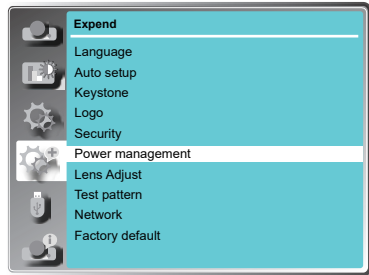 Expend
Language
Auto setup
Keystone
Logo
Security
Power management
Lens Adjust
Test pattern
Network
Factory default